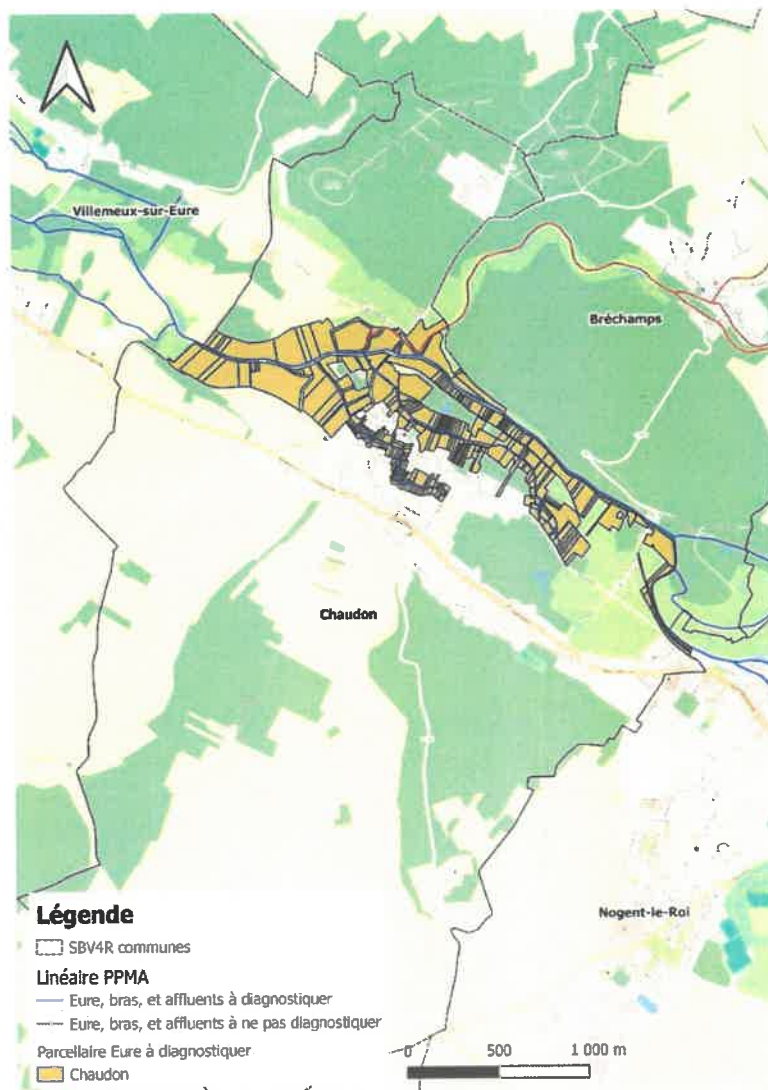 Villemeux-sur-Eure
Bréchamps
Chaudon
Nogent-le-Roi
Légende
SBV4R communes
Linéaire PPMA
Eure, bras, et affluents à diagnostiquer
Eure, bras, et affluents à ne pas diagnostiquer
Parcellaire Eure à diagnostiquer
Chaudon
0 500 1 000 m